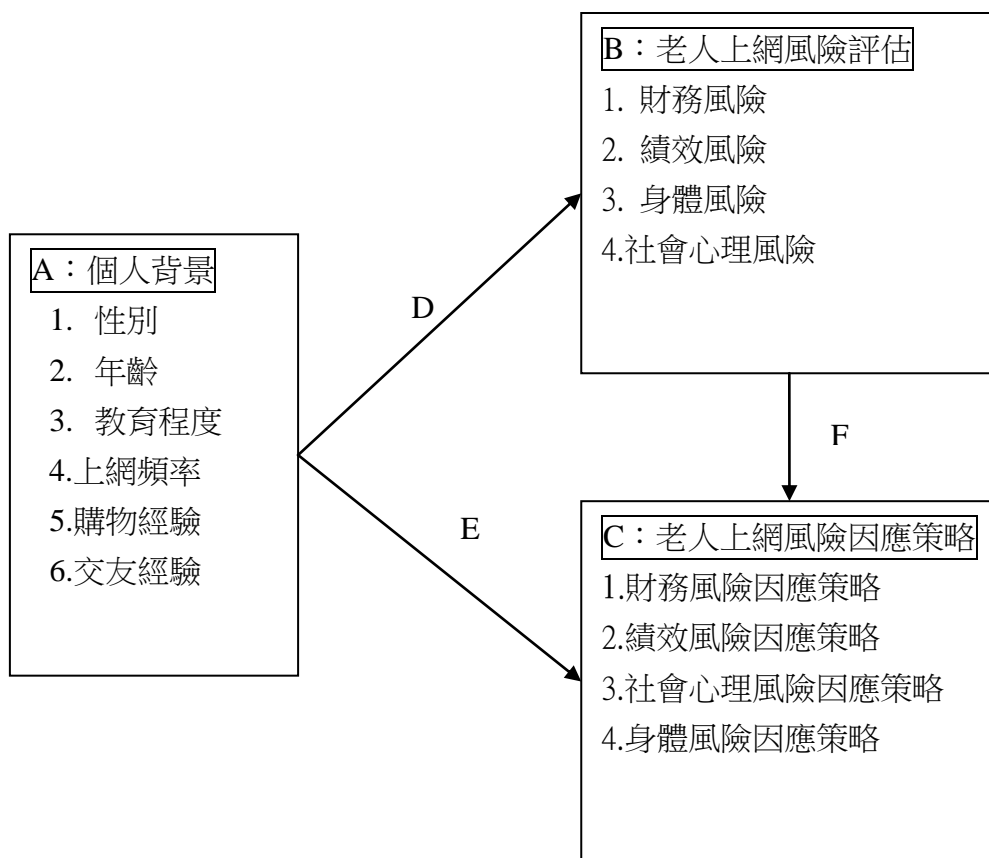 B：老人上網風險評估
1. 財務風險
2. 績效風險
3. 身體風險
4.社會心理風險
A：個人背景
1. 性別
2. 年齡
3. 教育程度
4.上網頻率
5.購物經驗
6.交友經驗
D
E
F
C：老人上網風險因應策略
1.財務風險因應策略
2.績效風險因應策略
3.社會心理風險因應策略
4.身體風險因應策略